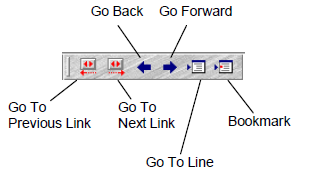 Go Back
Go Forward
Go To
Previous Link
Go To
Next Link
Bookmark
Go To Line